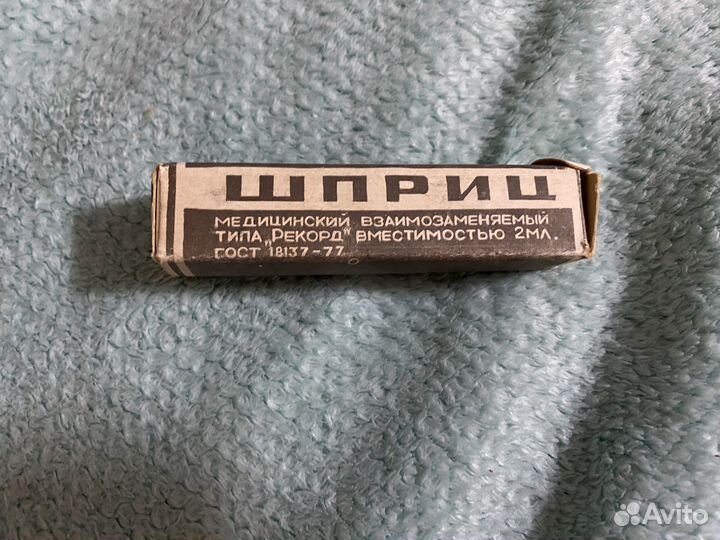 ШПРИЦ
МЕДИЦИНСКИЙ ВЗАИМОЗАМЕНЯЕМЫЙ
ТИПА „РЕКОРД" ВМЕСТИМОСТЬЮ 2МЛ.
ГОСТ 18137-77
Avito